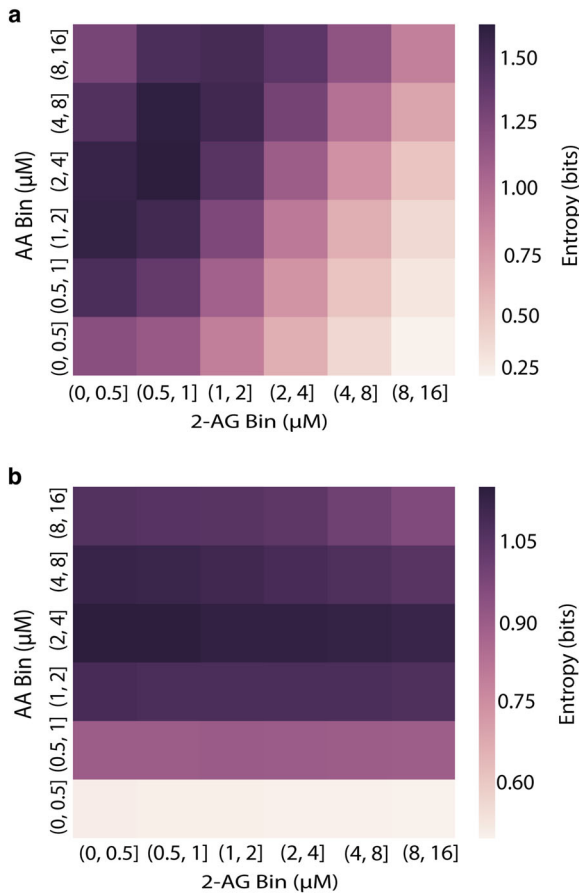 a
AA Bin (μM)
(8, 16]
(4, 8]
(2, 4]
(1, 2]
(0.5, 1]
(0, 0.5]
(0, 0.5] (0.5, 1] (1, 2] (2, 4] (4, 8] (8, 16]
2-AG Bin (μM)
1.50
1.25
1.00
0.75
0.50
0.25
Entropy (bits)
b
AA Bin (μM)
(8, 16]
(4, 8]
(2, 4]
(1, 2]
(0.5, 1]
(0, 0.5]
(0, 0.5] (0.5, 1] (1, 2] (2, 4] (4, 8] (8, 16]
2-AG Bin (μM)
1.05
0.90
0.75
0.60
Entropy (bits)